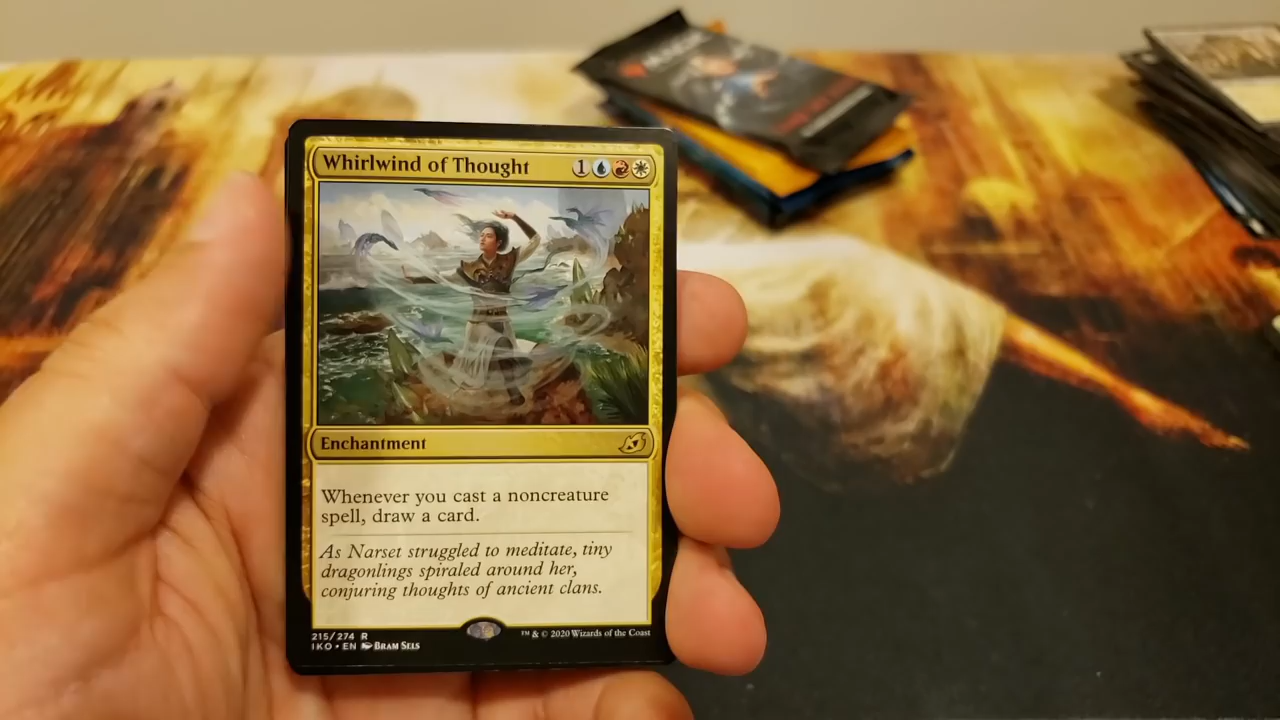 Whirlwind of Thought 1
Enchantment
Whenever you cast a noncreature
spell, draw a card.
As Narset struggled to meditate, tiny
dragonlings spiraled around her,
conjuring thoughts of ancient clans.
215/274 R
IKO • EN BRAM SELS
™ & © 2020 Wizards of the Coast